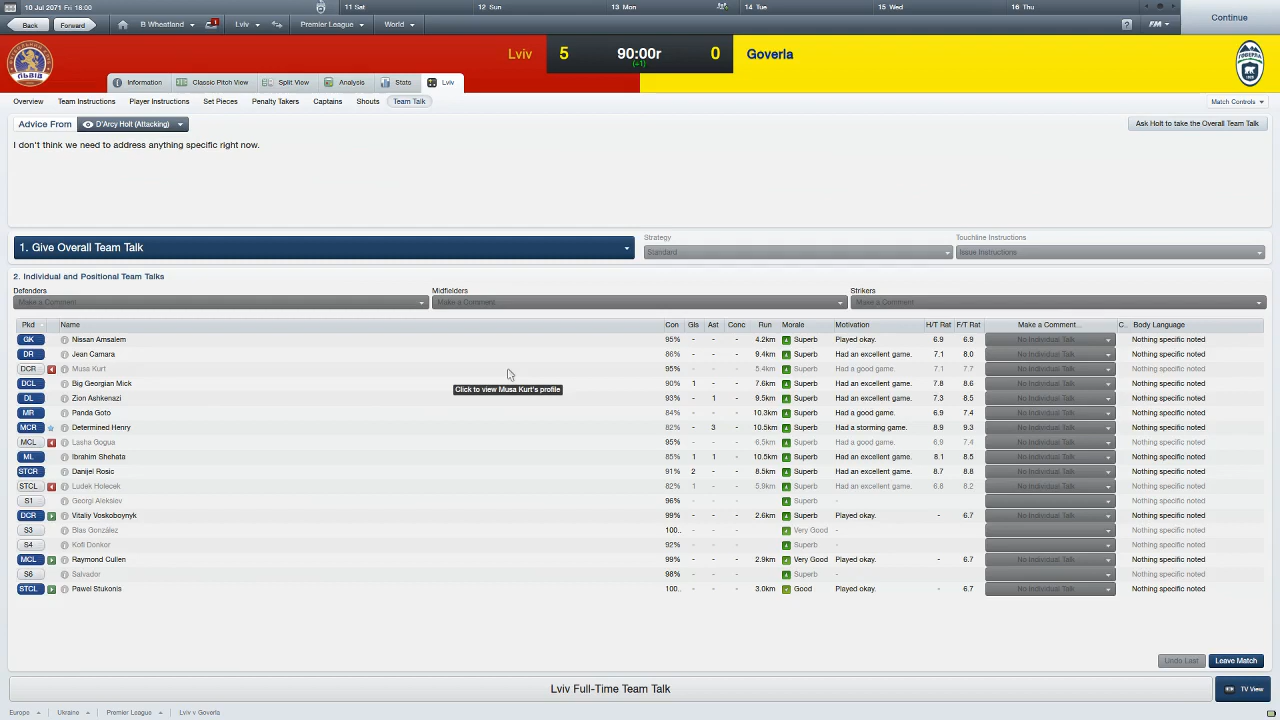 10 Jul 2071 Fri 18:00
11 Sat
12 Sun
13 Mon
14 Tue
15 Wed
16 Thu
Back
Forward
B Wheatland
1
Lviv
Premier League
World
?
FM
Continue
ЛЬВІВ
Lviv
5
90:00r
(+1)
0
Goverla
Information
Classic Pitch View
Split View
Analysis
Stats
Lviv
Overview
Team Instructions
Player Instructions
Set Pieces
Penalty Takers
Captains
Shouts
Team Talk
Match Controls
Advice From
D'Arcy Holt (Attacking)
Ask Holt to take the Overall Team Talk
I don't think we need to address anything specific right now.
1. Give Overall Team Talk
Strategy
Standard
Touchline Instructions
Issue Instructions
2. Individual and Positional Team Talks
Defenders
Midfielders
Strikers
Make a Comment
Make a Comment
Make a Comment
Pkd Name Con Gls Ast Conc Run Morale Motivation H/T Rat F/T Rat Make a Comment... C... Body Language
GK Nissan Amsalem 95% - - - 4.2km Superb Played okay. 6.9 6.9 No Individual Talk Nothing specific noted
DR Jean Camara 86% - - - 9.4km Superb Had an excellent game. 7.1 8.0 No Individual Talk Nothing specific noted
DCR Musa Kurt 95% - - - 5.4km Superb Had a good game. 7.1 7.7 No Individual Talk Nothing specific noted
Click to view Musa Kurt's profile
DCL Big Georgian Mick 90% 1 - - 7.6km Superb Had an excellent game. 7.0 8.6 No Individual Talk Nothing specific noted
DL Zion Ashkenazi 93% - 1 - 9.5km Superb Had an excellent game. 7.3 8.5 No Individual Talk Nothing specific noted
MR Panda Goto 84% - - - 10.3km Superb Had a good game. 6.9 7.4 No Individual Talk Nothing specific noted
MCR Determined Henry 82% - 3 - 10.5km Superb Had a storming game. 8.9 9.3 No Individual Talk Nothing specific noted
MCL Lasha Gogua 95% - - - 6.5km Superb Had a good game. 6.9 7.4 No Individual Talk Nothing specific noted
ML Ibrahim Shehata 85% 1 1 - 10.5km Superb Had an excellent game. 8.1 8.5 No Individual Talk Nothing specific noted
STCR Danijel Rosic 91% 2 - - 8.5km Superb Had an excellent game. 8.7 8.8 No Individual Talk Nothing specific noted
STCL Ludek Holecek 82% 1 - - 5.9km Superb Had an excellent game. 6.8 8.2 No Individual Talk Nothing specific noted
S1 Georgi Aleksiev 96% Superb - Nothing specific noted
DCR Vitaliy Voskoboynyk 99% - - - 2.6km Superb Played okay. - 6.7 No Individual Talk Nothing specific noted
S3 Blas González 100... Very Good - Nothing specific noted
S4 Kofi Donkor 92% Superb - Nothing specific noted
MCL Raymond Cullen 99% - - - 2.9km Very Good Played okay. - 6.7 No Individual Talk Nothing specific noted
S6 Salvador 98% Superb - Nothing specific noted
STCL Pawel Stukonis 100... - - - 3.0km Good Played okay. - 6.7 No Individual Talk Nothing specific noted
Undo Last
Leave Match
Lviv Full-Time Team Talk
TV View
Europe
Ukraine
Premier League
Lviv v Goverla